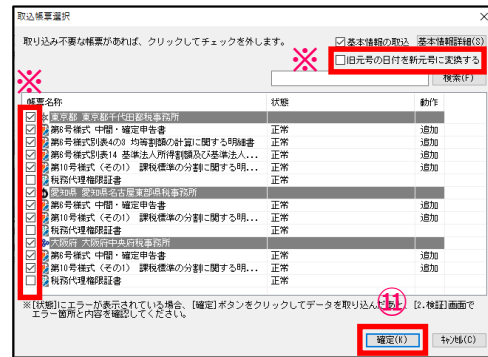 取込帳票選択
取り込み不要な帳票があれば、クリックしてチェックを外します。
基本情報の取込 基本情報詳細(S)
※ 旧元号の日付を新元号に変換する
検索(F)
※
帳票名称 状態 動作
東京都 東京都千代田都税事務所
第6号様式 中間・確定申告書 正常 追加
第6号様式別表4の3 均等割額の計算に関する明細書 正常 追加
第6号様式別表14 基準法人所得割額及び基準法人... 正常 追加
第10号様式（その1） 課税標準の分割に関する明... 正常 追加
税務代理権限証書 正常
愛知県 愛知県名古屋東部県税事務所
第6号様式 中間・確定申告書 正常 追加
第10号様式（その1） 課税標準の分割に関する明... 正常 追加
税務代理権限証書 正常
大阪府 大阪府中央府税事務所
第6号様式 中間・確定申告書 正常 追加
第10号様式（その1） 課税標準の分割に関する明... 正常 追加
税務代理権限証書 正常
※[状態]にエラーが表示されている場合、[確定]ボタンをクリックしてデータを取り込んだあと、[2.検証]画面で
エラー箇所と内容を確認してください。
⑪
確定(K) キャンセル(C)